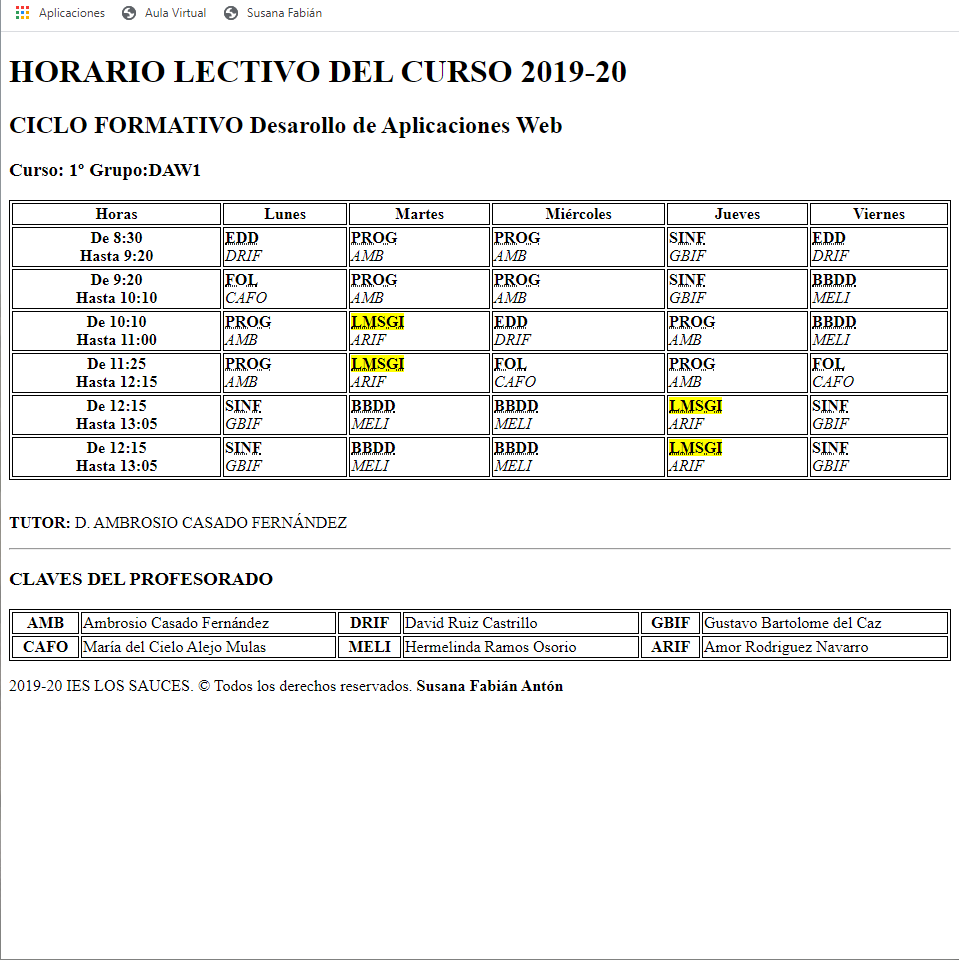 Aplicaciones Aula Virtual Susana Fabián
HORARIO LECTIVO DEL CURSO 2019-20
CICLO FORMATIVO Desarollo de Aplicaciones Web
Curso: 1º Grupo:DAW1
Horas Lunes Martes Miércoles Jueves Viernes
De 8:30 EDD PROG PROG SINF EDD
Hasta 9:20 DRIF AMB AMB GBIF DRIF
De 9:20 FOL PROG PROG SINF BBDD
Hasta 10:10 CAFO AMB AMB GBIF MELI
De 10:10 PROG LMSGI EDD PROG BBDD
Hasta 11:00 AMB ARIF DRIF AMB MELI
De 11:25 PROG LMSGI FOL PROG FOL
Hasta 12:15 AMB ARIF CAFO AMB CAFO
De 12:15 SINF BBDD BBDD LMSGI SINF
Hasta 13:05 GBIF MELI MELI ARIF GBIF
De 12:15 SINF BBDD BBDD LMSGI SINF
Hasta 13:05 GBIF MELI MELI ARIF GBIF
TUTOR: D. AMBROSIO CASADO FERNÁNDEZ
CLAVES DEL PROFESORADO
AMB Ambrosio Casado Fernández DRIF David Ruiz Castrillo GBIF Gustavo Bartolome del Caz
CAFO María del Cielo Alejo Mulas MELI Hermelinda Ramos Osorio ARIF Amor Rodriguez Navarro
2019-20 IES LOS SAUCES. © Todos los derechos reservados. Susana Fabián Antón